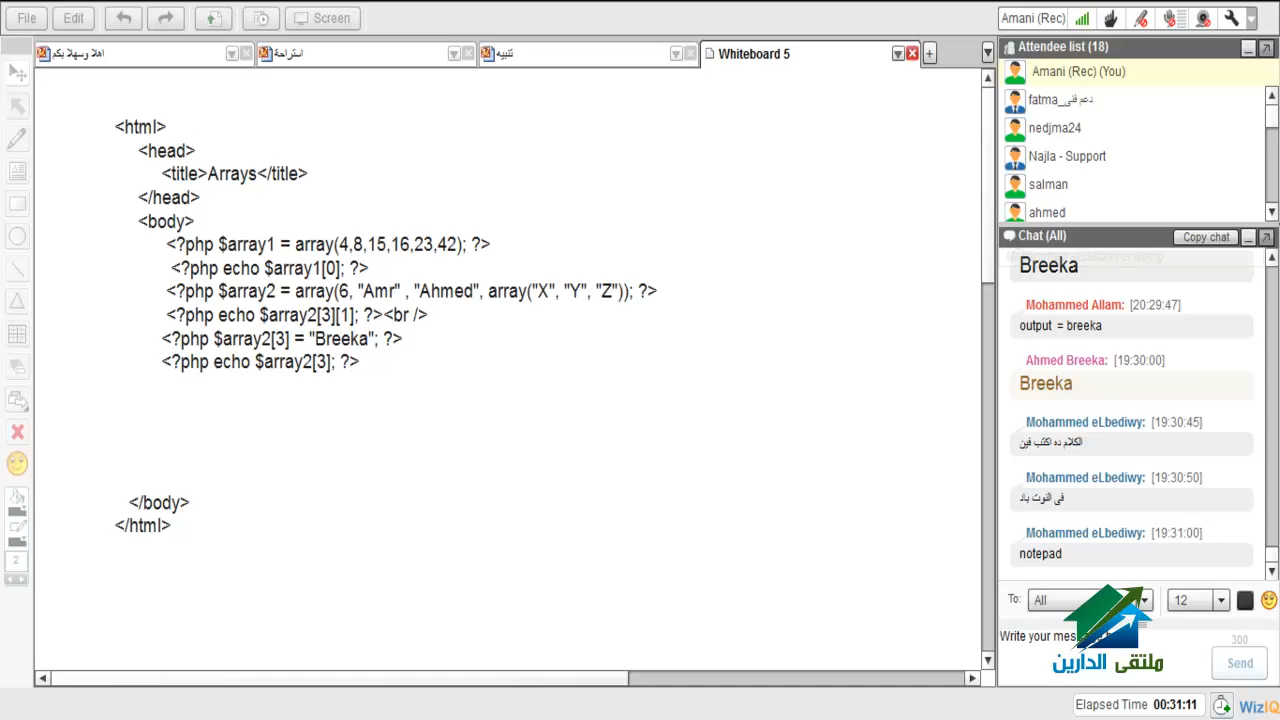 File Edit Screen Amani (Rec)
اهلا وسهلا بكم استراحة تنبيه Whiteboard 5
Attendee list (18)
Amani (Rec) (You)
fatma_دعم فنى
nedjma24
Najla - Support
salman
ahmed
<html>
<head>
<title>Arrays</title>
</head>
<body>
<?php $array1 = array(4,8,15,16,23,42); ?>
<?php echo $array1[0]; ?>
<?php $array2 = array(6, "Amr" , "Ahmed", array("X", "Y", "Z")); ?>
<?php echo $array2[3][1]; ?><br />
<?php $array2[3] = "Breeka"; ?>
<?php echo $array2[3]; ?>
</body>
</html>
2
Chat (All) Copy chat
Breeka
Mohammed Allam: [20:29:47]
output = breeka
Ahmed Breeka: [19:30:00]
Breeka
Mohammed eLbediwy: [19:30:45]
الكلام ده اكتب فين
Mohammed eLbediwy: [19:30:50]
فى النوت باد
Mohammed eLbediwy: [19:31:00]
notepad
To: All 12
Write your
300
Send
ملتقى الدارين
Elapsed Time 00:31:11 WizIQ